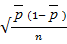 √(p̅ (1-p̅)/n)